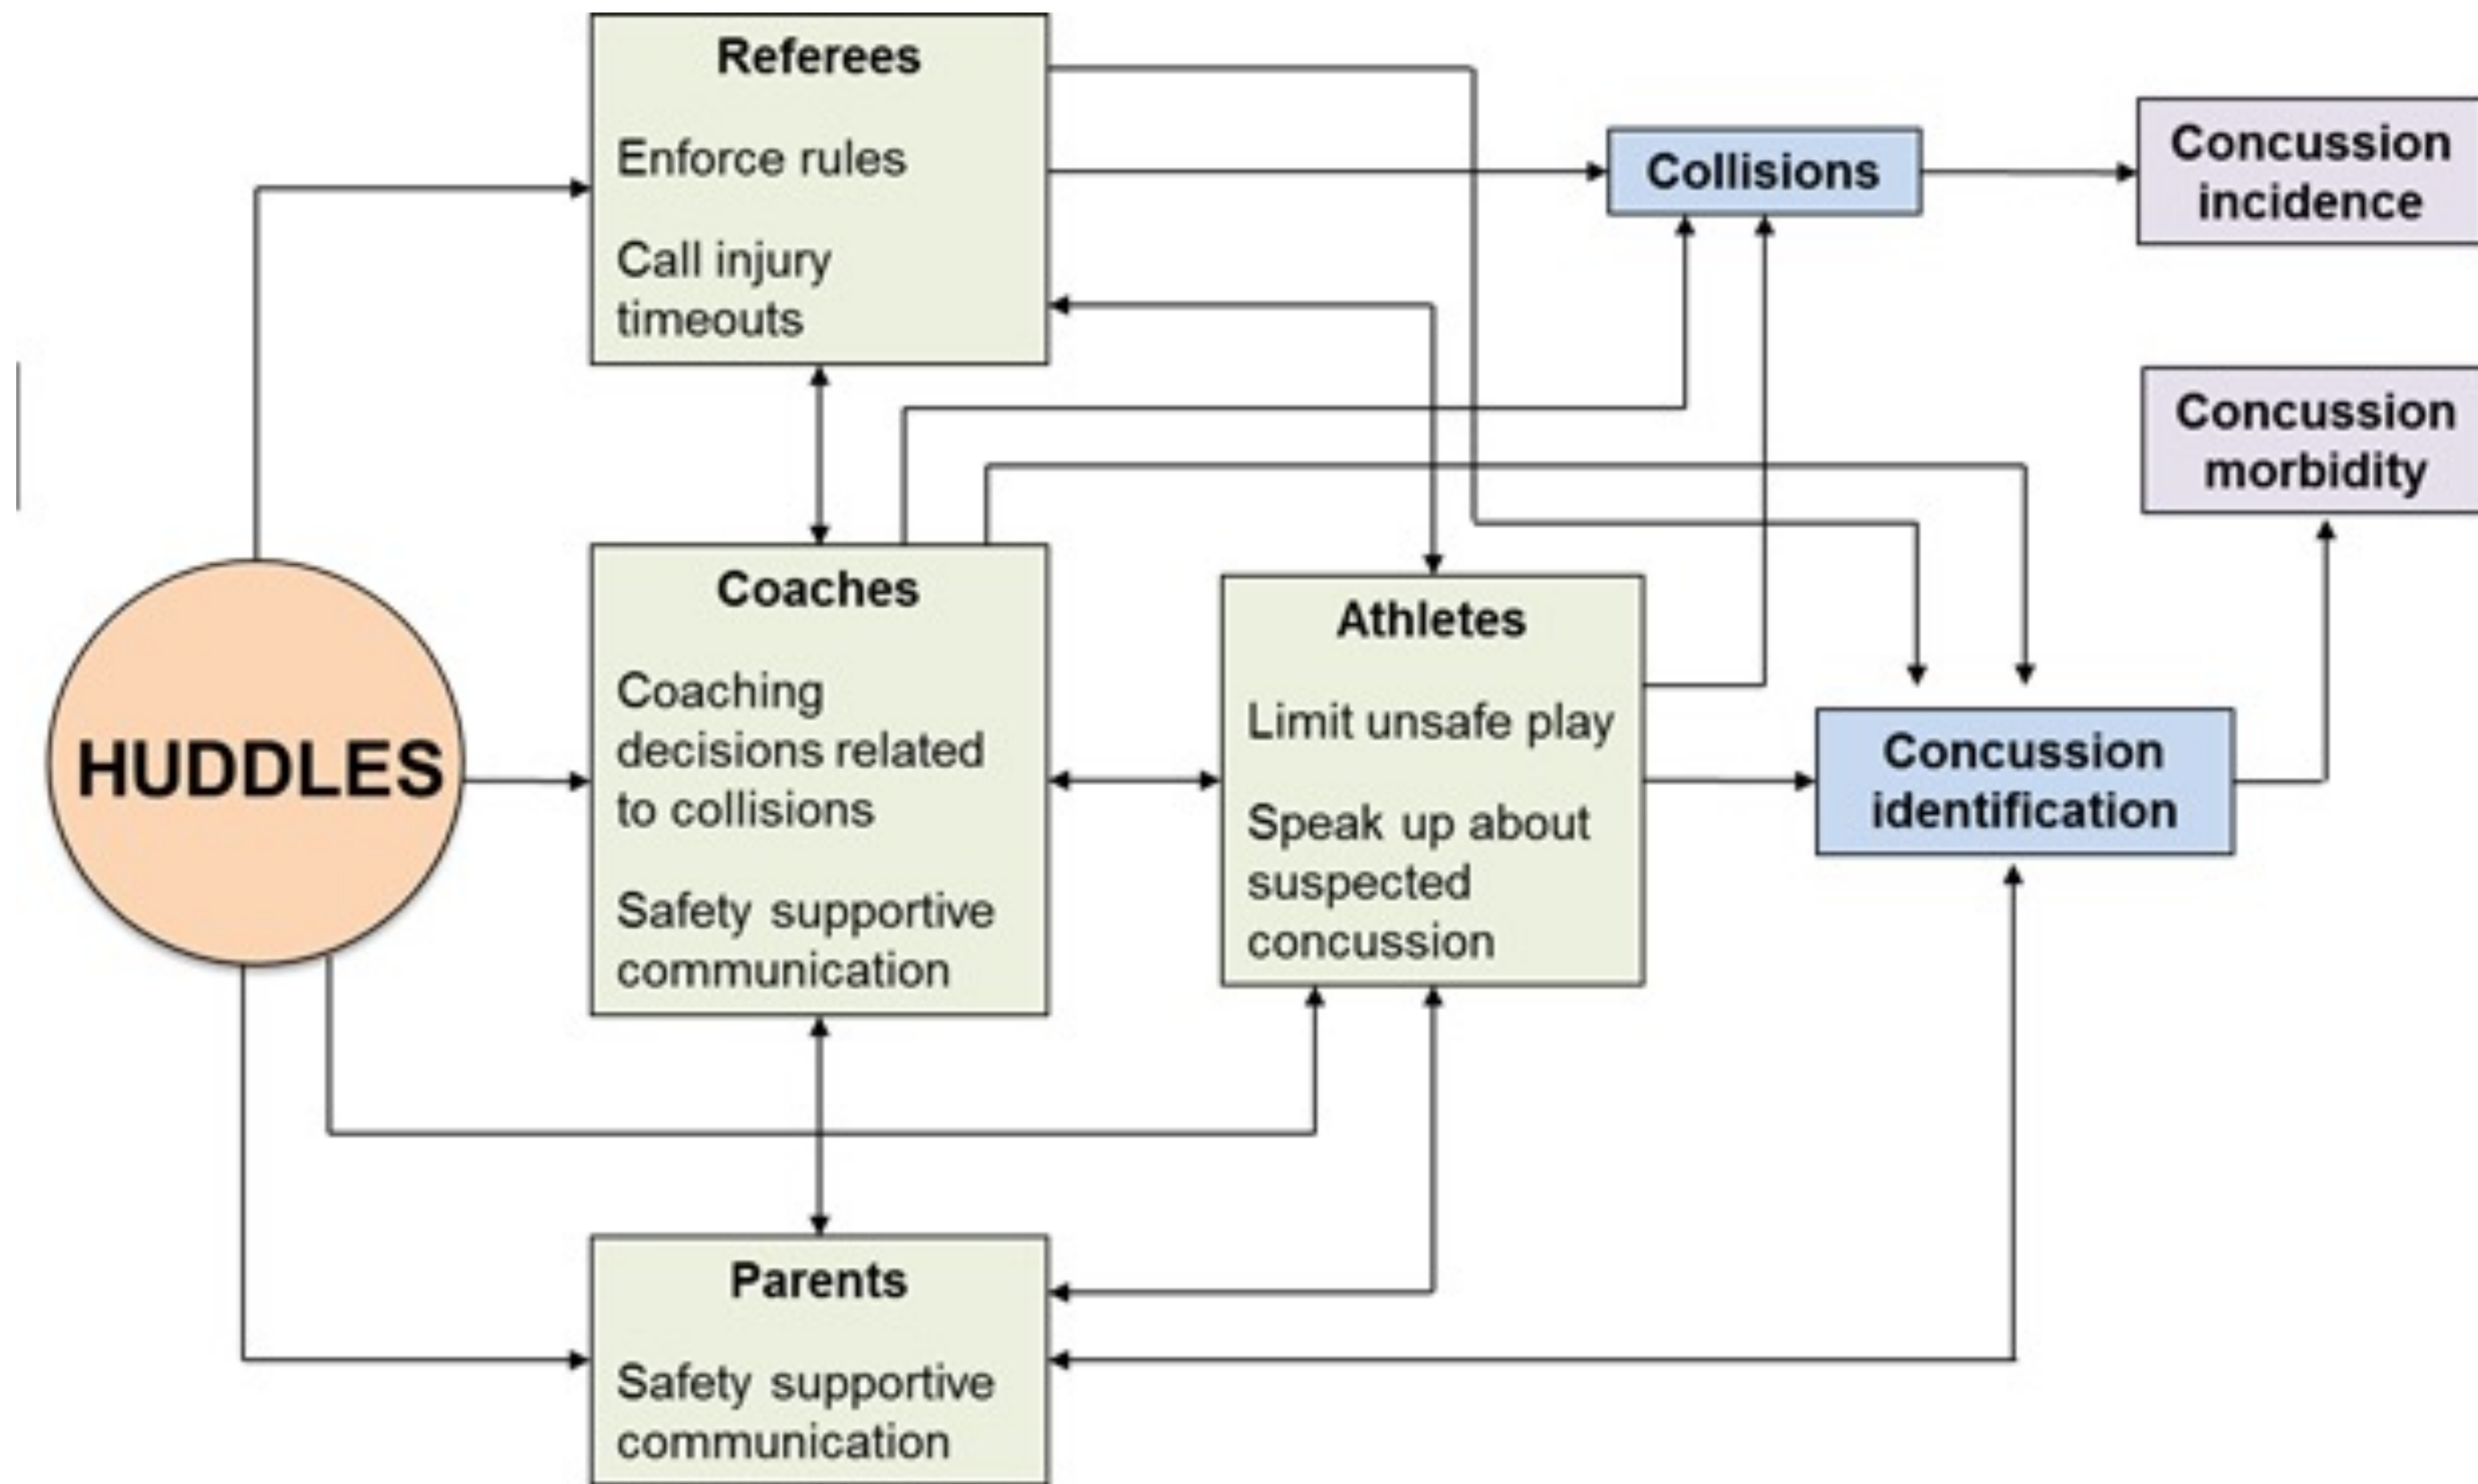 Referees
Enforce rules
Call injury
timeouts
Collisions
Concussion
incidence
Concussion
morbidity
HUDDLES
Coaches
Coaching
decisions related
to collisions
Safety supportive
communication
Athletes
Limit unsafe play
Speak up about
suspected
concussion
Concussion
identification
Parents
Safety supportive
communication